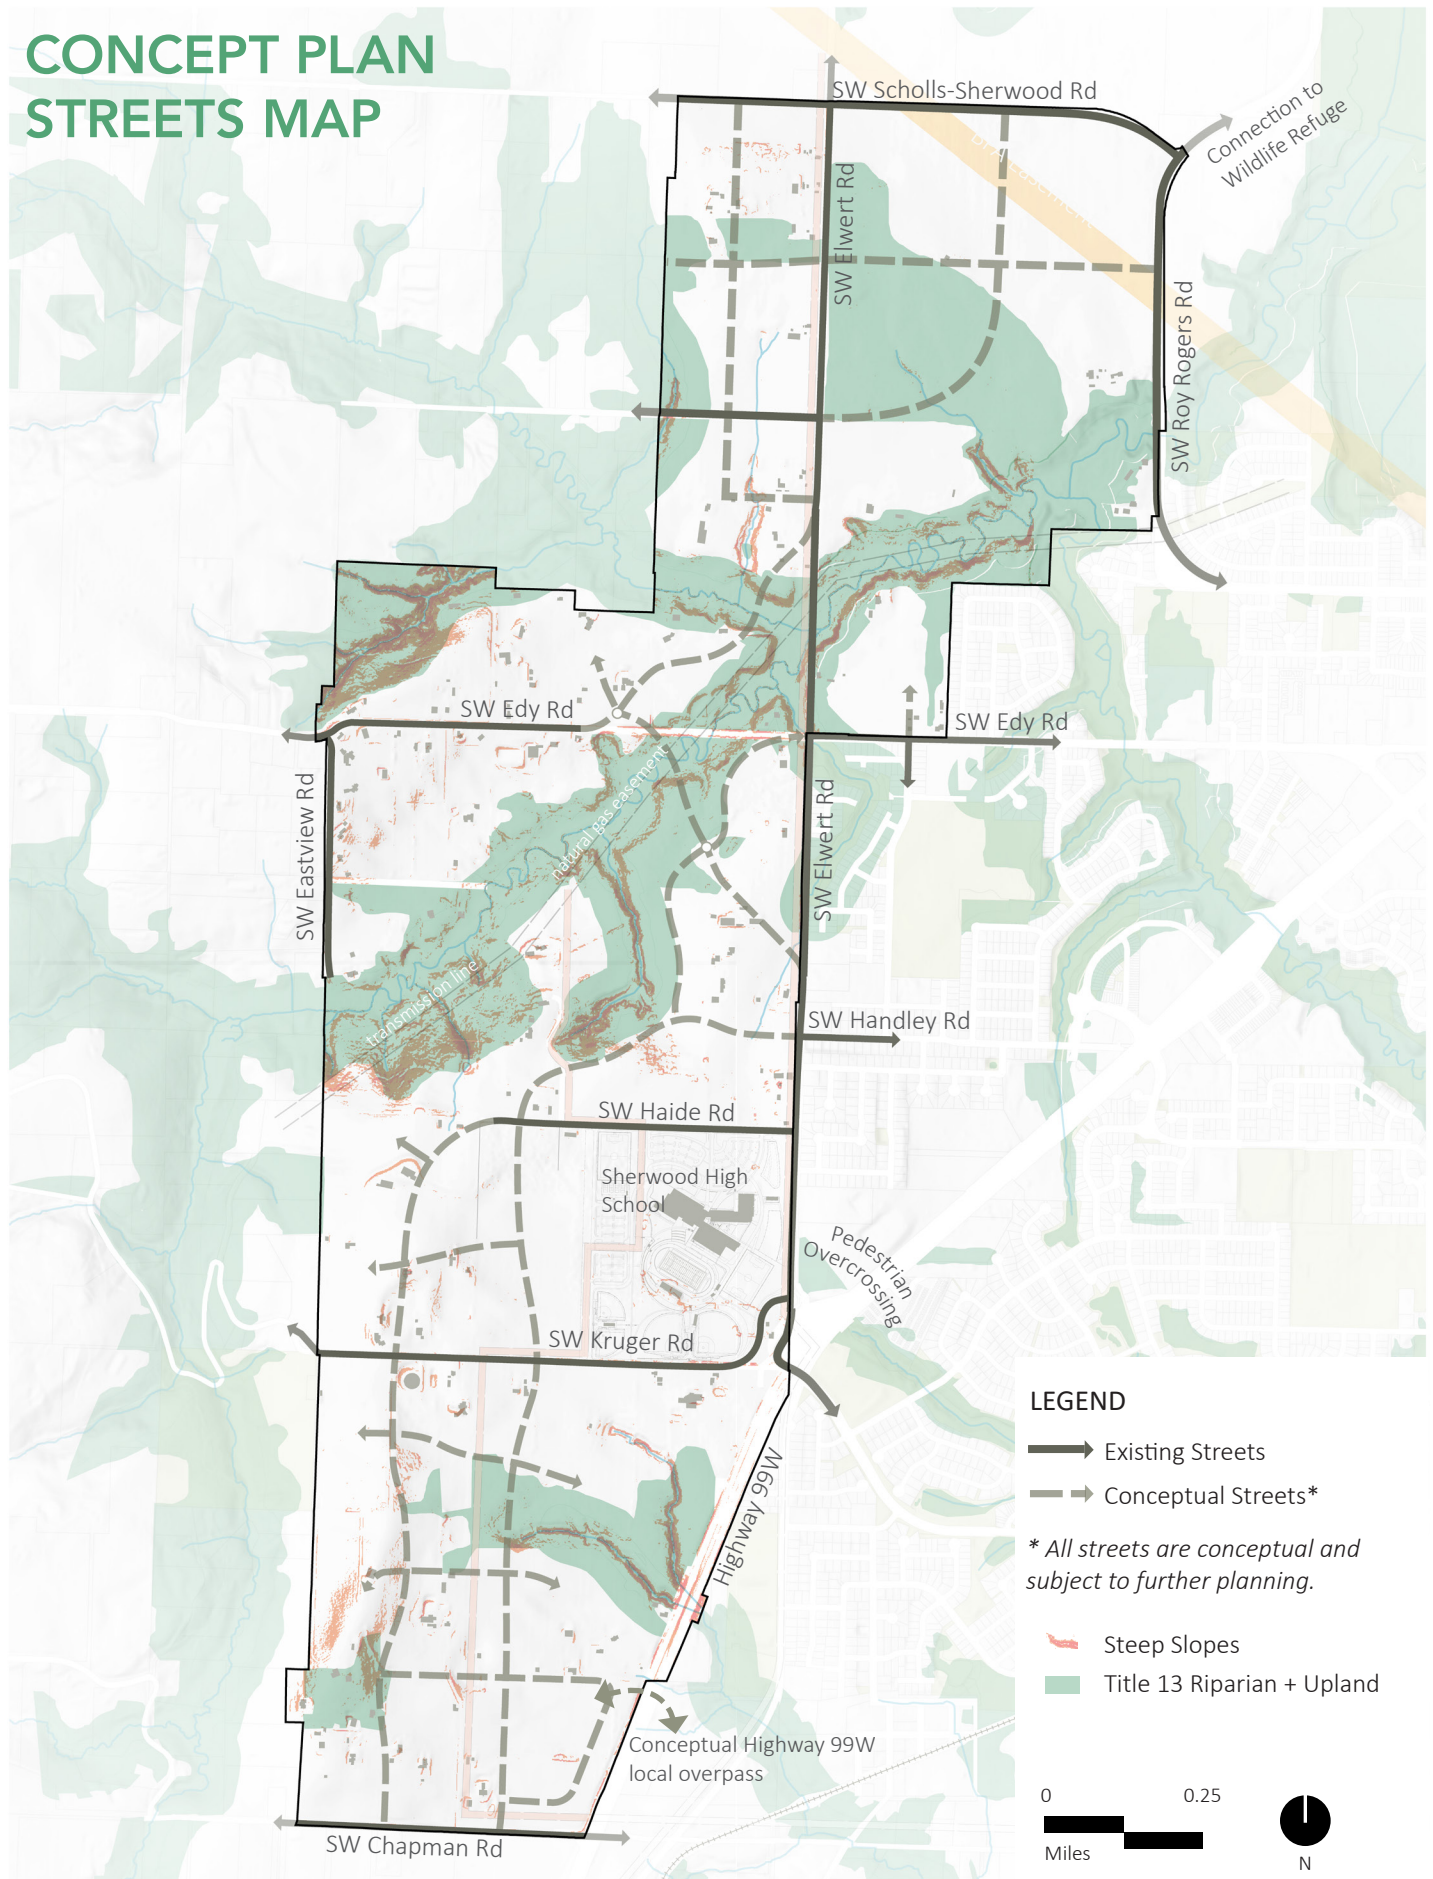 CONCEPT PLAN
STREETS MAP
SW Scholls-Sherwood Rd
Connection to
Wildlife Refuge
BPA Easement
SW Elwert Rd
SW Roy Rogers Rd
SW Edy Rd
SW Edy Rd
natural gas easement
SW Eastview Rd
SW Elwert Rd
transmission line
SW Handley Rd
SW Haide Rd
Sherwood High
School
Pedestrian
Overcrossing
SW Kruger Rd
Highway 99W
Conceptual Highway 99W
local overpass
SW Chapman Rd
LEGEND
Existing Streets
Conceptual Streets*
* All streets are conceptual and
subject to further planning.
Steep Slopes
Title 13 Riparian + Upland
0 0.25
Miles
N